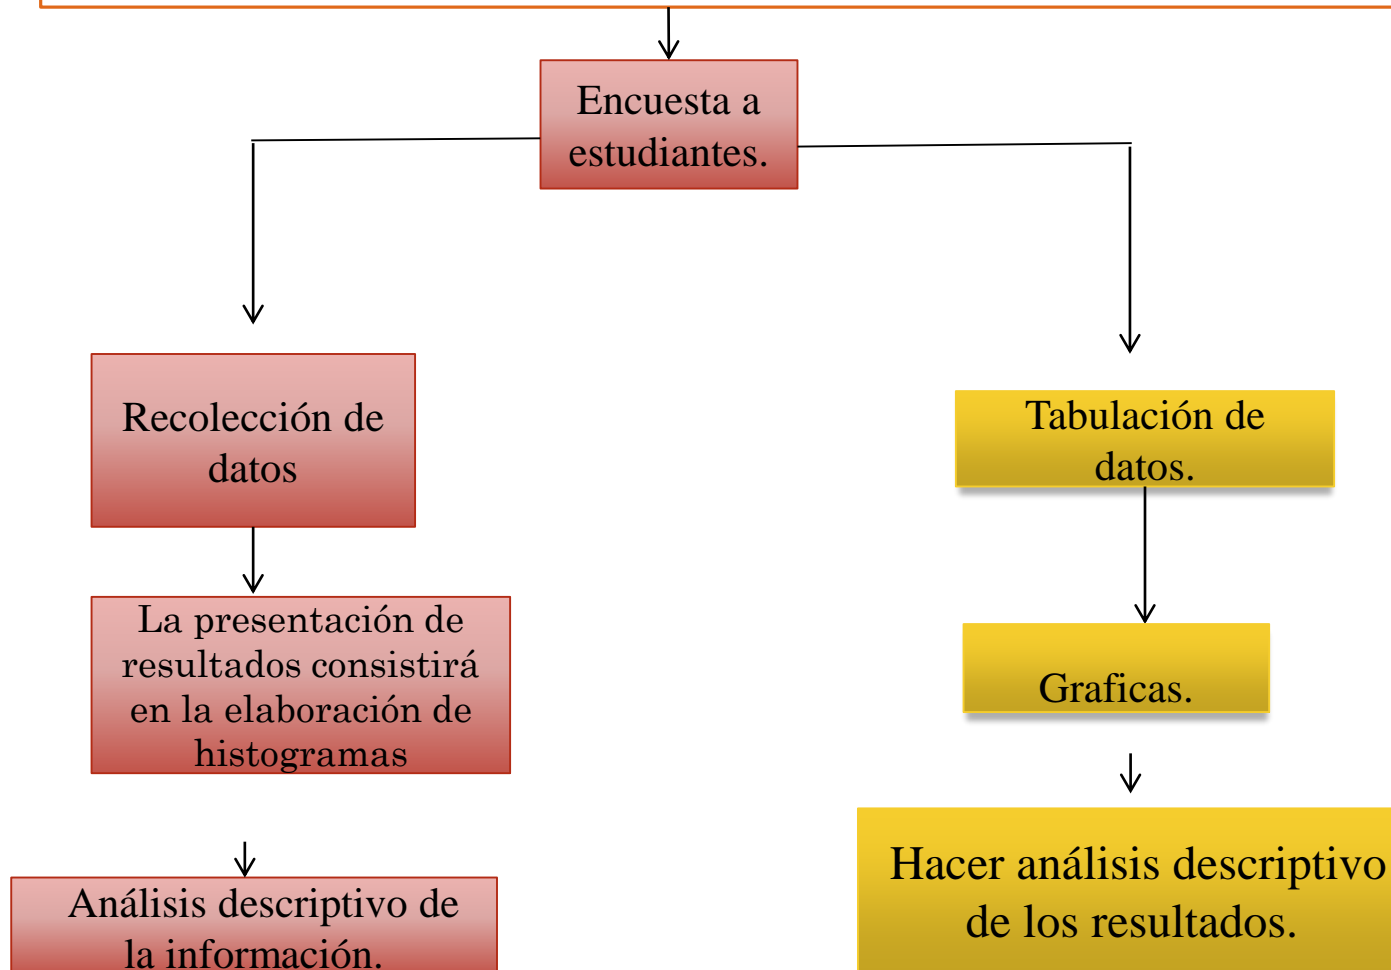 Encuesta a
estudiantes.
Recolección de
datos
Tabulación de
datos.
La presentación de
resultados consistirá
en la elaboración de
histogramas
Graficas.
Análisis descriptivo de
la información.
Hacer análisis descriptivo
de los resultados.